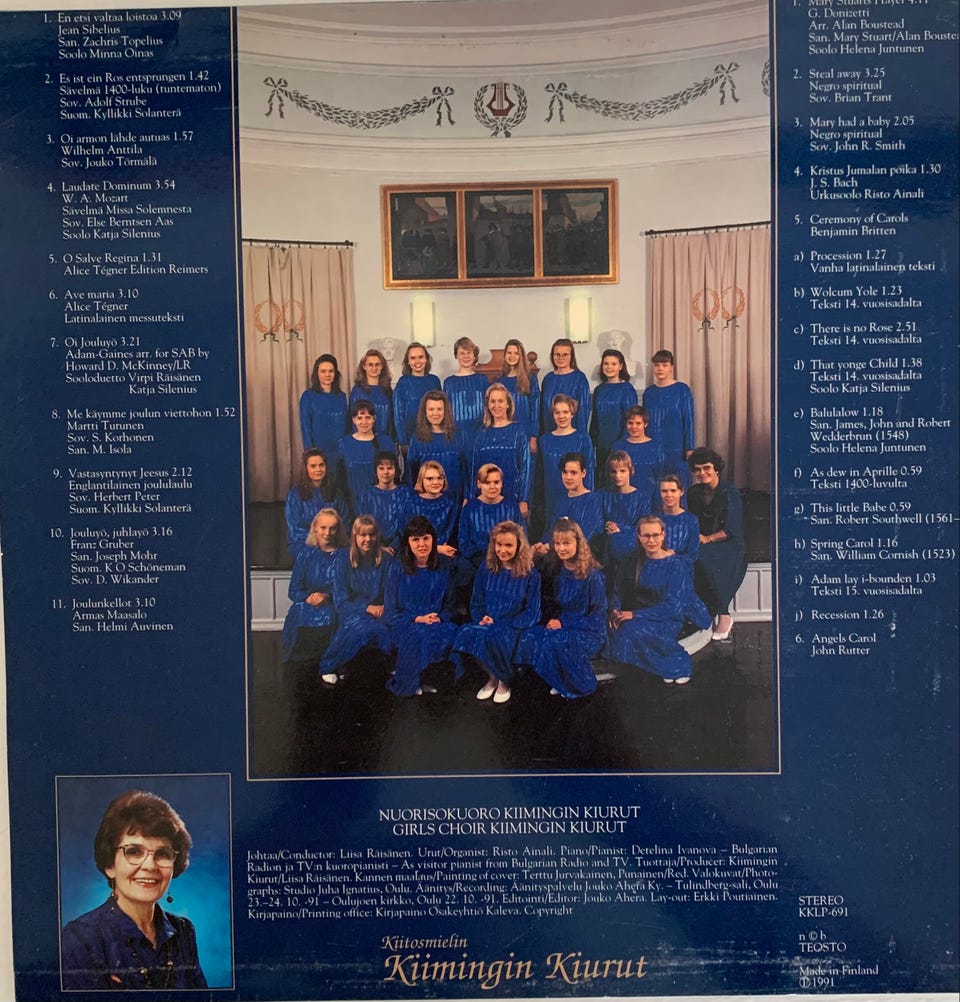 1. En etsi valtaa loistoa 3.09
Jean Sibelius
San. Zachris Topelius
Soolo Minna Oinas
2. Es ist ein Ros entsprungen 1.42
Sävelmä 1400-luku (tuntematon)
Sov. Adolf Strube
Suom. Kyllikki Solanterä
3. Oi armon lähde autuas 1.57
Wilhelm Anttila
Sov. Jouko Törmälä
4. Laudate Dominum 3.54
W. A. Mozart
Sävelmä Missa Solemnesta
Sov. Else Berntsen Aas
Soolo Katja Silenius
5. O Salve Regina 1.31
Alice Tégner Edition Reimers
6. Ave maria 3.10
Alice Tégner
Latinalainen messuteksti
7. Oi Jouluyö 3.21
Adam-Gaines arr. for SAB by
Howard D. McKinney/LR
Sooloduetto Virpi Räisänen
Katja Silenius
8. Me käymme joulun viettohon 1.52
Martti Turunen
Sov. S. Korhonen
San. M. Isola
9. Vastasyntynyt Jeesus 2.12
Englantilainen joululaulu
Sov. Herbert Peter
Suom. Kyllikki Solanterä
10. Jouluyö, juhlayö 3.16
Franz Gruber
San. Joseph Mohr
Suom. K O Schöneman
Sov. D. Wikander
11. Joulunkellot 3.10
Armas Maasalo
San. Helmi Auvinen
1. Mary Stuarts Prayer 4.11
G. Donizetti
Arr. Alan Boustead
San. Mary Stuart/Alan Bouste
Soolo Helena Juntunen
2. Steal away 3.25
Negro spiritual
Sov. Brian Trant
3. Mary had a baby 2.05
Negro spiritual
Sov. John R. Smith
4. Kristus Jumalan poika 1.30
J. S. Bach
Urkusoolo Risto Ainali
5. Ceremony of Carols
Benjamin Britten
a) Procession 1.27
Vanha latinalainen teksti
b) Wolcum Yole 1.23
Teksti 14. vuosisadalta
c) There is no Rose 2.51
Teksti 14. vuosisadalta
d) That yonge Child 1.38
Teksti 14. vuosisadalta
Soolo Katja Silenius
e) Balulalow 1.18
San. James, John and Robert
Wedderbrun (1548)
Soolo Helena Juntunen
f) As dew in Aprille 0.59
Teksti 1400-luvulta
g) This little Babe 0.59
San. Robert Southwell (1561-
h) Spring Carol 1.16
San. William Cornish (1523)
i) Adam lay i-bounden 1.03
Teksti 15. vuosisadalta
j) Recession 1.26
6. Angels Carol
John Rutter
NUORISOKUORO KIIMINGIN KIURUT
GIRLS CHOIR KIIMINGIN KIURUT
Johtaa/Conductor: Liisa Räisänen. Urut/Organist: Risto Ainali. Piano/Pianist: Detelina Ivanova – Bulgarian
Radion ja TV:n kuoropianisti – As visitor pianist from Bulgarian Radio and TV. Tuottaja/Producer: Kiimingin
Kiurut/Liisa Räisänen. Kannen maalaus/Painting of cover: Terttu Jurvakainen, Punainen/Red. Valokuvat/Photo-
graphs: Studio Juha Ignatius, Oulu. Äänitys/Recording: Äänityspalvelu Jouko Ahera Ky. – Tulindberg-sali, Oulu
23.–24. 10. -91 – Oulujoen kirkko, Oulu 22. 10. -91. Editointi/Editor: Jouko Ahera. Lay-out: Erkki Poutiainen.
Kirjapaino/Printing office: Kirjapaino Osakeyhtiö Kaleva. Copyright
STEREO
KKLP-691
n © b
TEOSTO
Made in Finland
Ⓟ 1991
Kiitosmielin
Kiimingin Kiurut